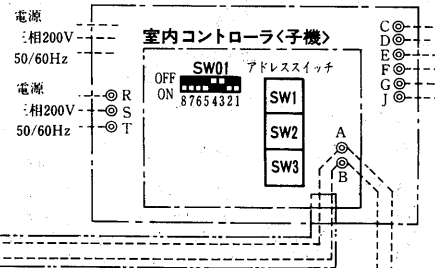 電源
三相200V
50/60Hz
電源
三相200V
50/60Hz
R
S
T
室内コントローラ〈子機〉
SW01
アドレススイッチ
OFF
ON
87654321
SW1
SW2
SW3
A
B
C
D
E
F
G
J